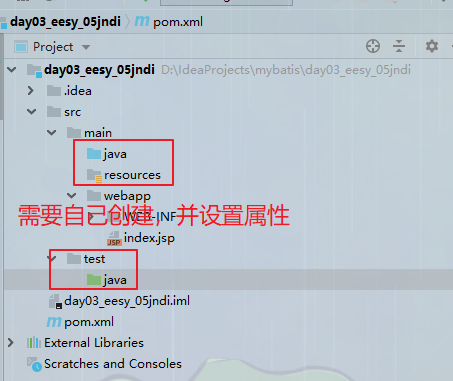 day03_eesy_05jndi pom.xml
Project
day03_eesy_05jndi D:\IdeaProjects\mybatis\day03_eesy_05jndi
.idea
src
main
java
resources
webapp
需要自己创建,并设置属性
WEB-INF
index.jsp
test
java
day03_eesy_05jndi.iml
pom.xml
External Libraries
Scratches and Consoles